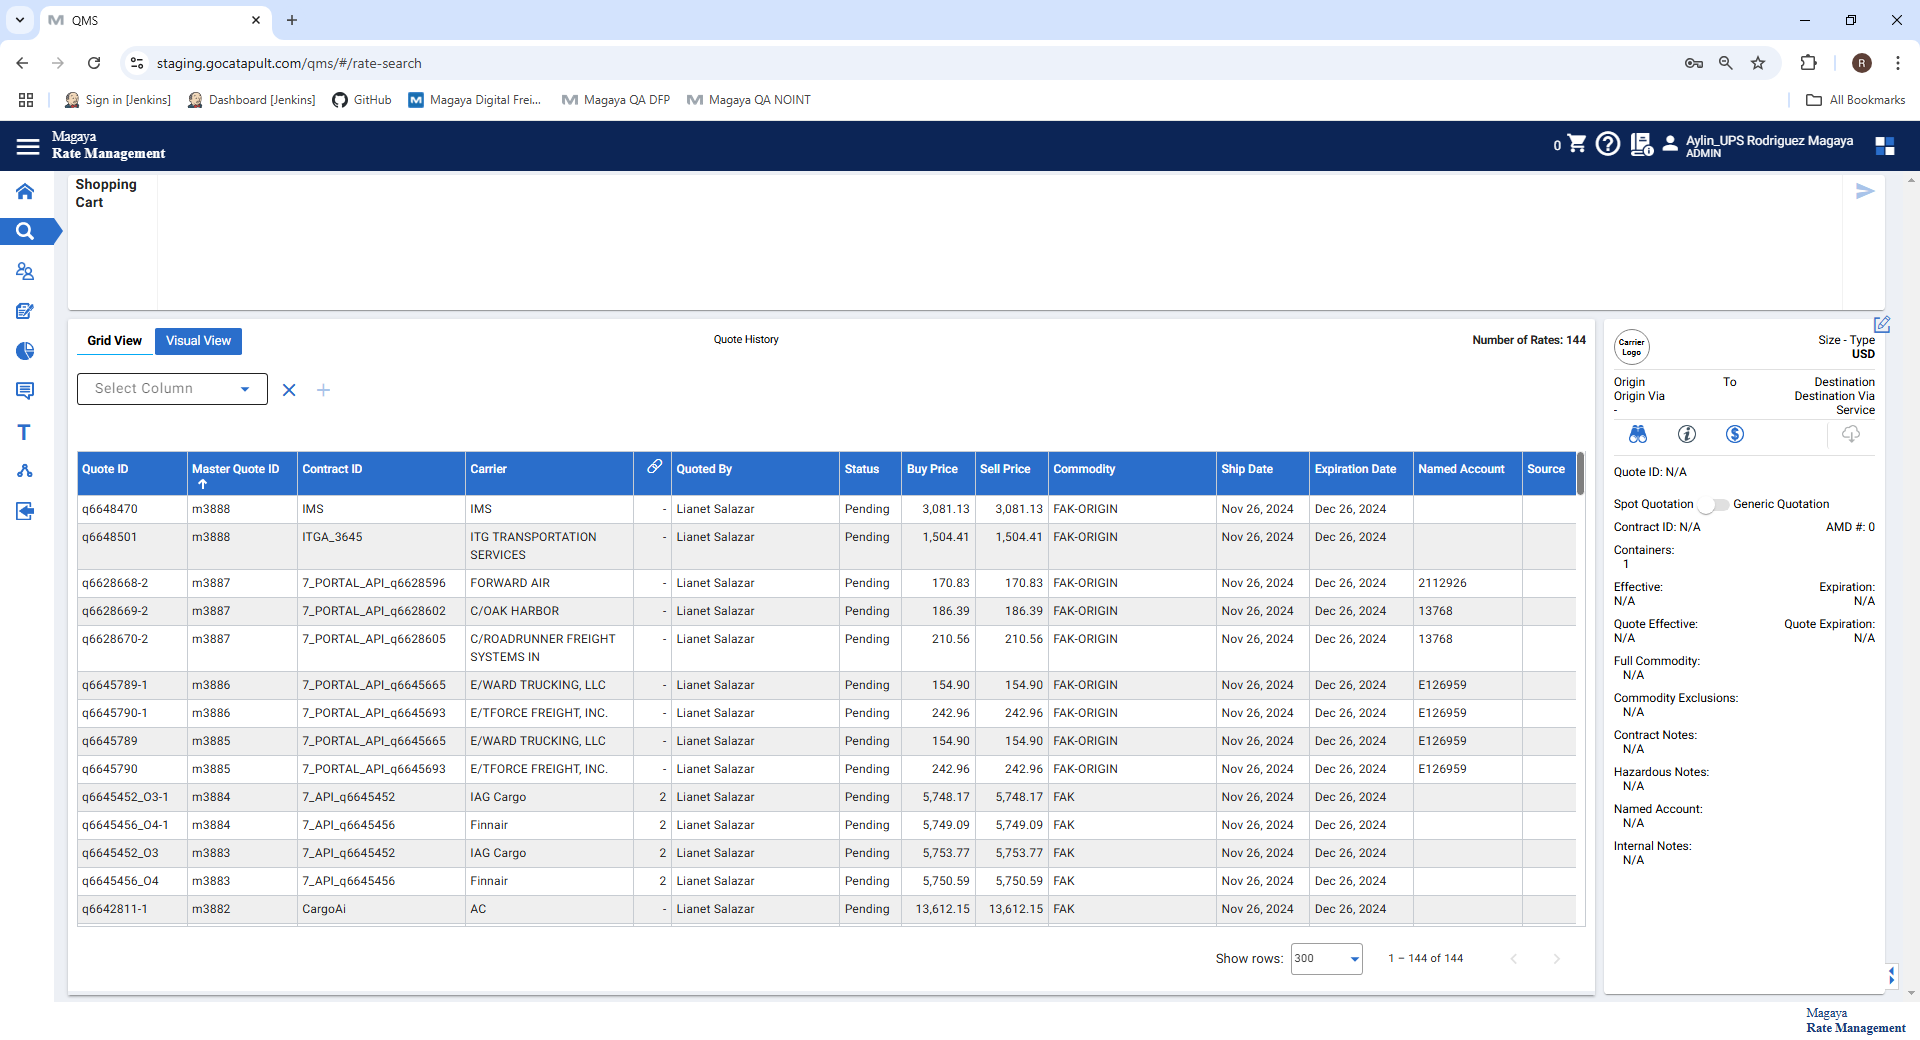 QMS
staging.gocatapult.com/qms/#/rate-search
R
Sign in [Jenkins]
Dashboard [Jenkins]
GitHub
Magaya Digital Frei...
Magaya QA DFP
Magaya QA NOINT
All Bookmarks
Magaya
Rate Management
0
Aylin_UPS Rodriguez Magaya
ADMIN
Shopping
Cart
Grid View
Visual View
Quote History
Number of Rates: 144
Select Column
Quote ID Master Quote ID Contract ID Carrier Quoted By Status Buy Price Sell Price Commodity Ship Date Expiration Date Named Account Source
q6648470 m3888 IMS IMS - Lianet Salazar Pending 3,081.13 3,081.13 FAK-ORIGIN Nov 26, 2024 Dec 26, 2024
q6648501 m3888 ITGA_3645 ITG TRANSPORTATION - Lianet Salazar Pending 1,504.41 1,504.41 FAK-ORIGIN Nov 26, 2024 Dec 26, 2024
SERVICES
q6628668-2 m3887 7_PORTAL_API_q6628596 FORWARD AIR - Lianet Salazar Pending 170.83 170.83 FAK-ORIGIN Nov 26, 2024 Dec 26, 2024 2112926
q6628669-2 m3887 7_PORTAL_API_q6628602 C/OAK HARBOR - Lianet Salazar Pending 186.39 186.39 FAK-ORIGIN Nov 26, 2024 Dec 26, 2024 13768
q6628670-2 m3887 7_PORTAL_API_q6628605 C/ROADRUNNER FREIGHT - Lianet Salazar Pending 210.56 210.56 FAK-ORIGIN Nov 26, 2024 Dec 26, 2024 13768
SYSTEMS IN
q6645789-1 m3886 7_PORTAL_API_q6645665 E/WARD TRUCKING, LLC - Lianet Salazar Pending 154.90 154.90 FAK-ORIGIN Nov 26, 2024 Dec 26, 2024 E126959
q6645790-1 m3886 7_PORTAL_API_q6645693 E/TFORCE FREIGHT, INC. - Lianet Salazar Pending 242.96 242.96 FAK-ORIGIN Nov 26, 2024 Dec 26, 2024 E126959
q6645789 m3885 7_PORTAL_API_q6645665 E/WARD TRUCKING, LLC - Lianet Salazar Pending 154.90 154.90 FAK-ORIGIN Nov 26, 2024 Dec 26, 2024 E126959
q6645790 m3885 7_PORTAL_API_q6645693 E/TFORCE FREIGHT, INC. - Lianet Salazar Pending 242.96 242.96 FAK-ORIGIN Nov 26, 2024 Dec 26, 2024 E126959
q6645452_O3-1 m3884 7_API_q6645452 IAG Cargo 2 Lianet Salazar Pending 5,748.17 5,748.17 FAK Nov 26, 2024 Dec 26, 2024
q6645456_O4-1 m3884 7_API_q6645456 Finnair 2 Lianet Salazar Pending 5,749.09 5,749.09 FAK Nov 26, 2024 Dec 26, 2024
q6645452_O3 m3883 7_API_q6645452 IAG Cargo 2 Lianet Salazar Pending 5,753.77 5,753.77 FAK Nov 26, 2024 Dec 26, 2024
q6645456_O4 m3883 7_API_q6645456 Finnair 2 Lianet Salazar Pending 5,750.59 5,750.59 FAK Nov 26, 2024 Dec 26, 2024
q6642811-1 m3882 CargoAi AC - Lianet Salazar Pending 13,612.15 13,612.15 FAK Nov 26, 2024 Dec 26, 2024
Show rows: 300 1 – 144 of 144
Carrier
Logo
Size - Type
USD
Origin To Destination
Origin Via Destination Via
- Service
Quote ID: N/A
Spot Quotation Generic Quotation
Contract ID: N/A AMD #: 0
Containers:
1
Effective: Expiration:
N/A N/A
Quote Effective: Quote Expiration:
N/A N/A
Full Commodity:
N/A
Commodity Exclusions:
N/A
Contract Notes:
N/A
Hazardous Notes:
N/A
Named Account:
N/A
Internal Notes:
N/A
Magaya
Rate Management